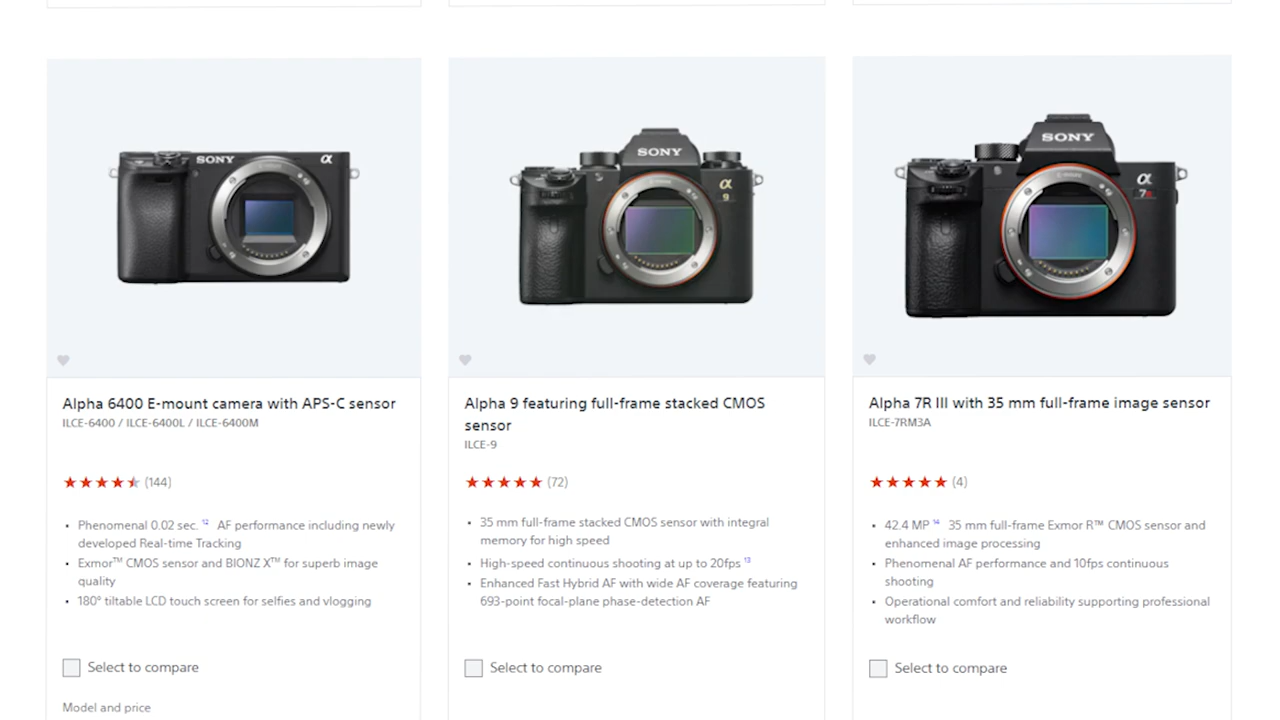 SONY
α
SONY
α
9
SONY
α
7R
Alpha 6400 E-mount camera with APS-C sensor
ILCE-6400 / ILCE-6400L / ILCE-6400M
(144)
• Phenomenal 0.02 sec. 12 AF performance including newly
developed Real-time Tracking
• Exmor™ CMOS sensor and BIONZ X™ for superb image
quality
• 180° tiltable LCD touch screen for selfies and vlogging
Select to compare
Model and price
Alpha 9 featuring full-frame stacked CMOS
sensor
ILCE-9
(72)
• 35 mm full-frame stacked CMOS sensor with integral
memory for high speed
• High-speed continuous shooting at up to 20fps 13
• Enhanced Fast Hybrid AF with wide AF coverage featuring
693-point focal-plane phase-detection AF
Select to compare
Alpha 7R III with 35 mm full-frame image sensor
ILCE-7RM3A
(4)
• 42.4 MP 14 35 mm full-frame Exmor R™ CMOS sensor and
enhanced image processing
• Phenomenal AF performance and 10fps continuous
shooting
• Operational comfort and reliability supporting professional
workflow
Select to compare